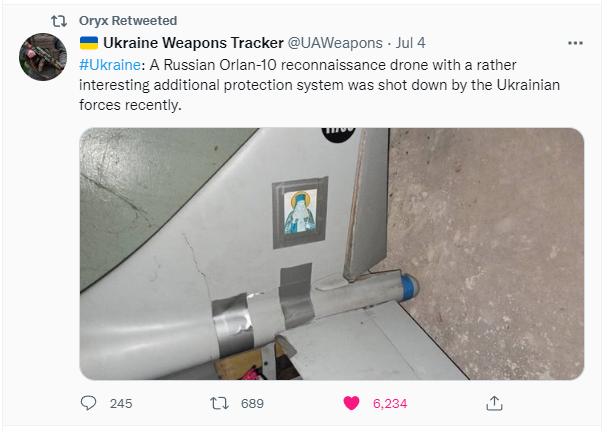 Oryx Retweeted
Ukraine Weapons Tracker @UAWeapons · Jul 4
#Ukraine: A Russian Orlan-10 reconnaissance drone with a rather
interesting additional protection system was shot down by the Ukrainian
forces recently.
245 689 6,234